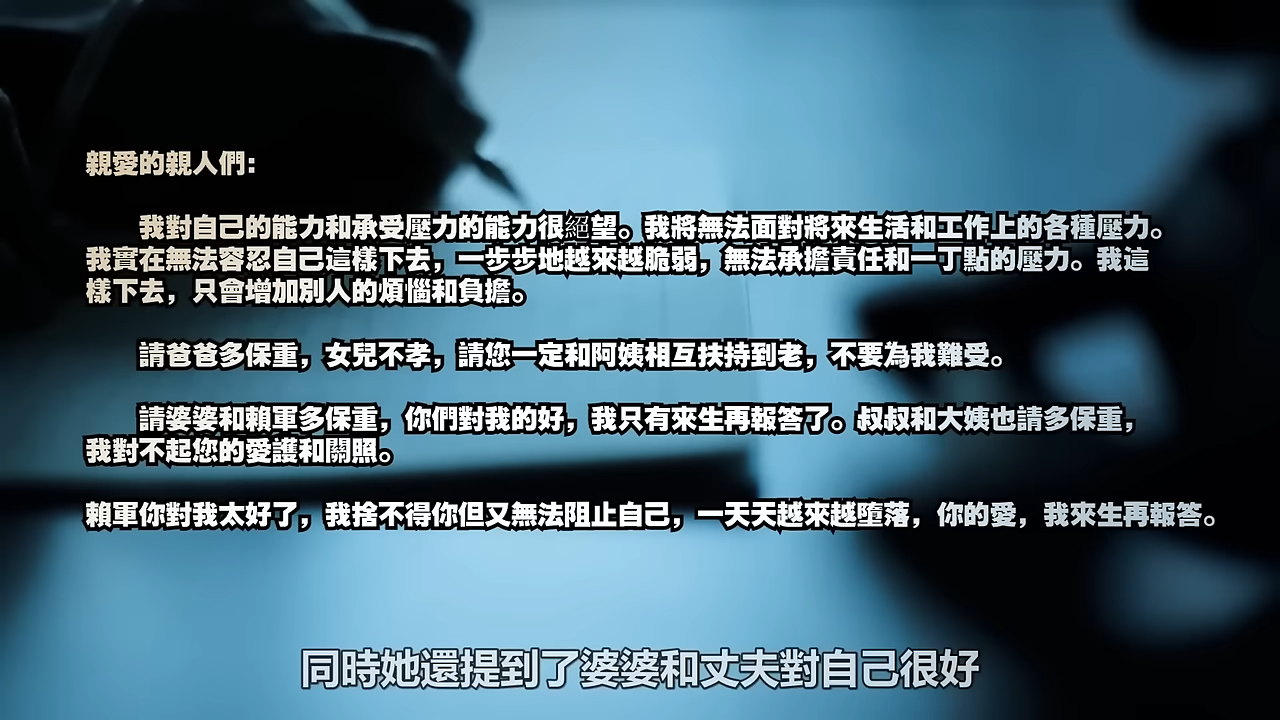 親愛的親人們:
我對自己的能力和承受壓力的能力很絕望。我將無法面對將來生活和工作上的各種壓力。
我實在無法容忍自己這樣下去，一步步地越來越脆弱，無法承擔責任和一丁點的壓力。我這
樣下去，只會增加別人的煩惱和負擔。
請爸爸多保重，女兒不孝，請您一定和阿姨相互扶持到老，不要為我難受。
請婆婆和賴軍多保重，你們對我的好，我只有來生再報答了。叔叔和大姨也請多保重，
我對不起您的愛護和關照。
賴軍你對我太好了，我捨不得你但又無法阻止自己，一天天越來越墮落，你的愛，我來生再報答。
同時她還提到了婆婆和丈夫對自己很好